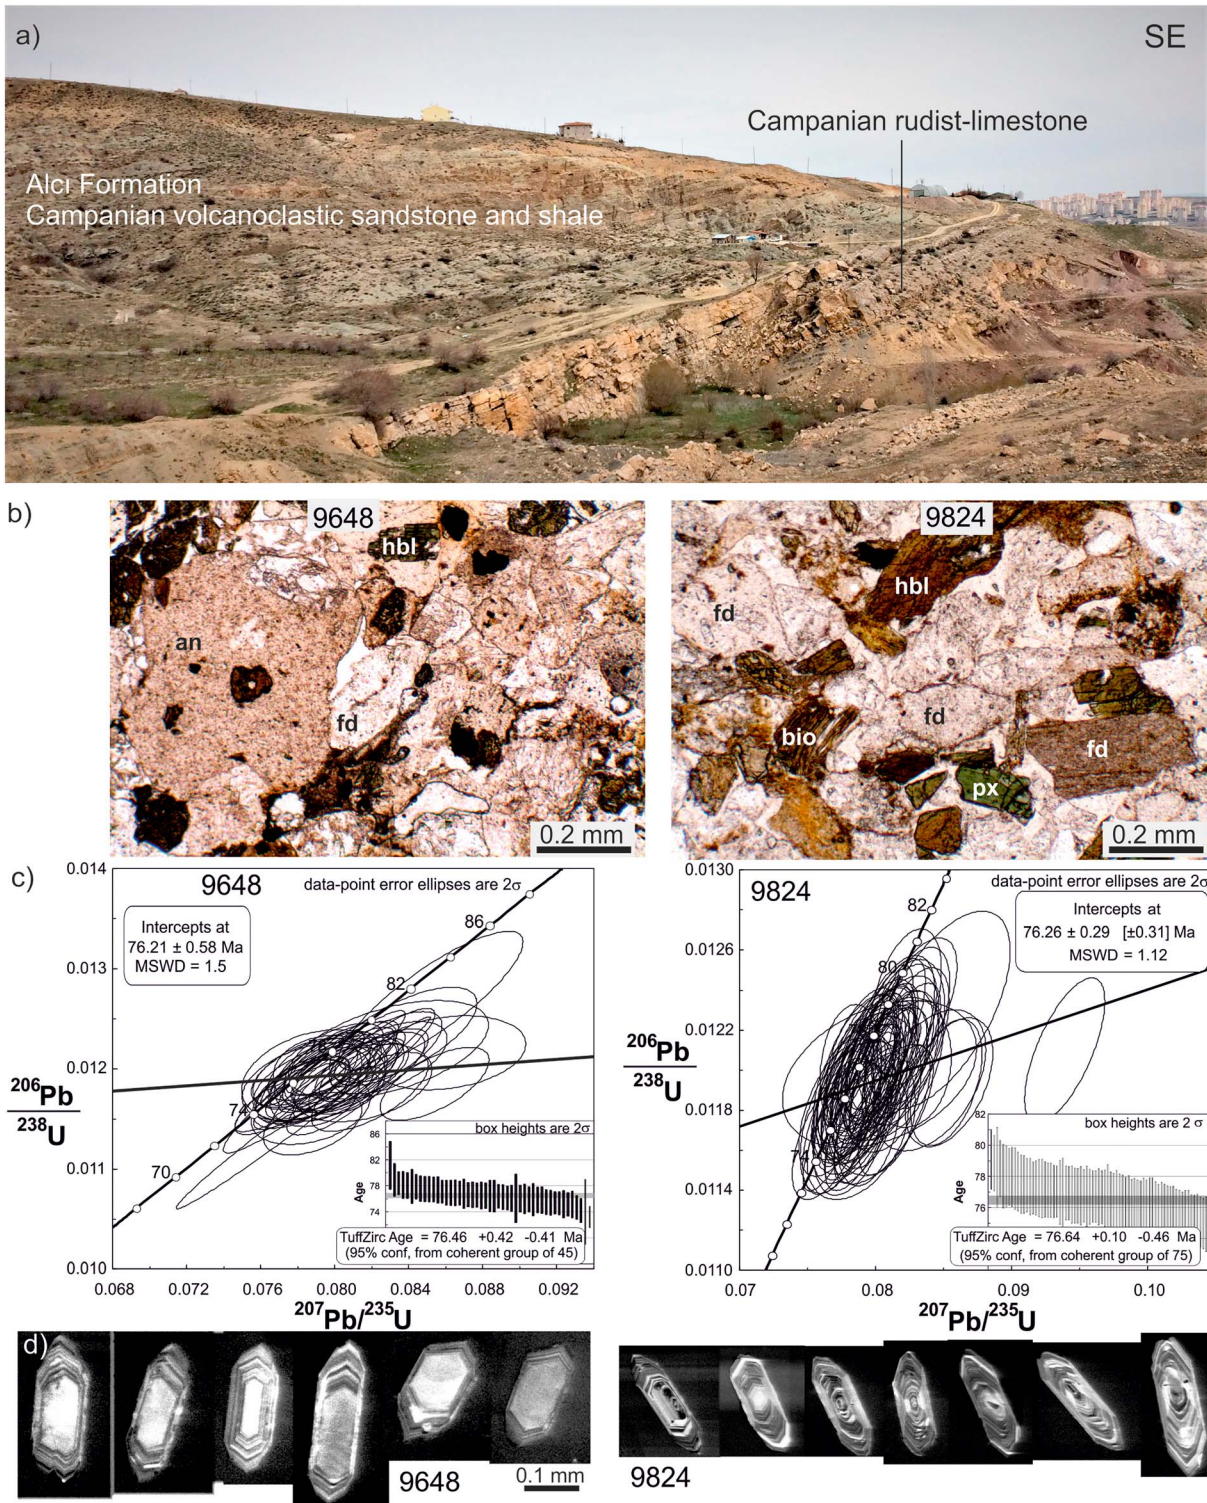 a)
SE
Campanian rudist-limestone
Alcı Formation
Campanian volcanoclastic sandstone and shale
b)
9648
hbl
an
fd
0.2 mm
9824
hbl
fd
fd
bio
fd
px
0.2 mm
c)
9648
data-point error ellipses are 2σ
Intercepts at
76.21 ± 0.58 Ma
MSWD = 1.5
0.014
0.013
0.012
0.011
0.010
86
82
74
70
206Pb
238U
box heights are 2σ
86
82
78
74
Age
TuffZirc Age = 76.46 +0.42 -0.41 Ma
(95% conf, from coherent group of 45)
0.068
0.072
0.076
0.080
0.084
0.088
0.092
207Pb/235U
9824
data-point error ellipses are 2σ
Intercepts at
76.26 ± 0.29 [±0.31] Ma
MSWD = 1.12
0.0130
0.0126
0.0122
0.0118
0.0114
0.0110
82
80
74
206Pb
238U
box heights are 2 σ
82
80
78
76
Age
TuffZirc Age = 76.64 +0.10 -0.46 Ma
(95% conf, from coherent group of 75)
0.07
0.08
0.09
0.10
207Pb/235U
d)
9648
0.1 mm
9824